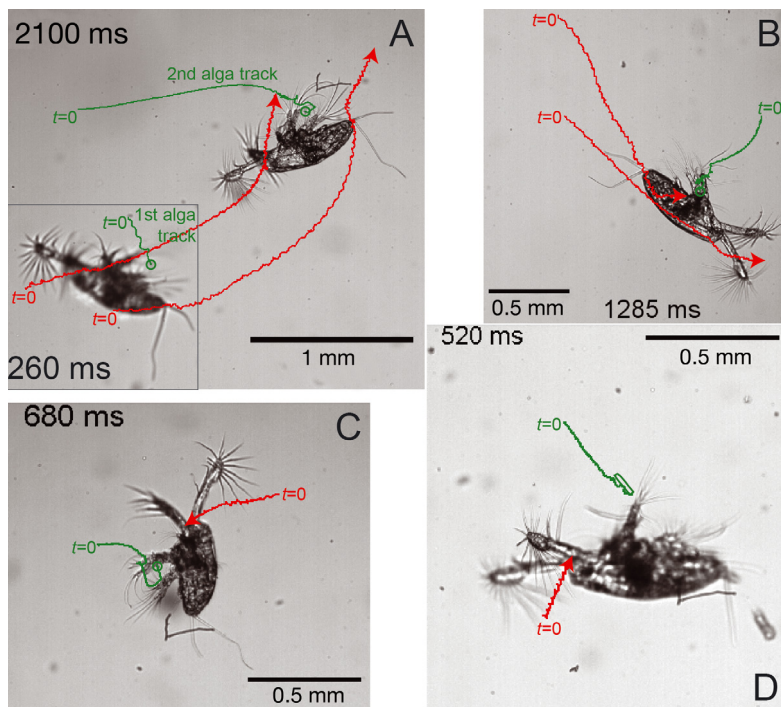 2100 ms
A
2nd alga track
t=0
t=0
1st alga
track
t=0
t=0
260 ms
1 mm
B
t=0
t=0
t=0
0.5 mm
1285 ms
680 ms
C
t=0
t=0
0.5 mm
520 ms
0.5 mm
t=0
t=0
D